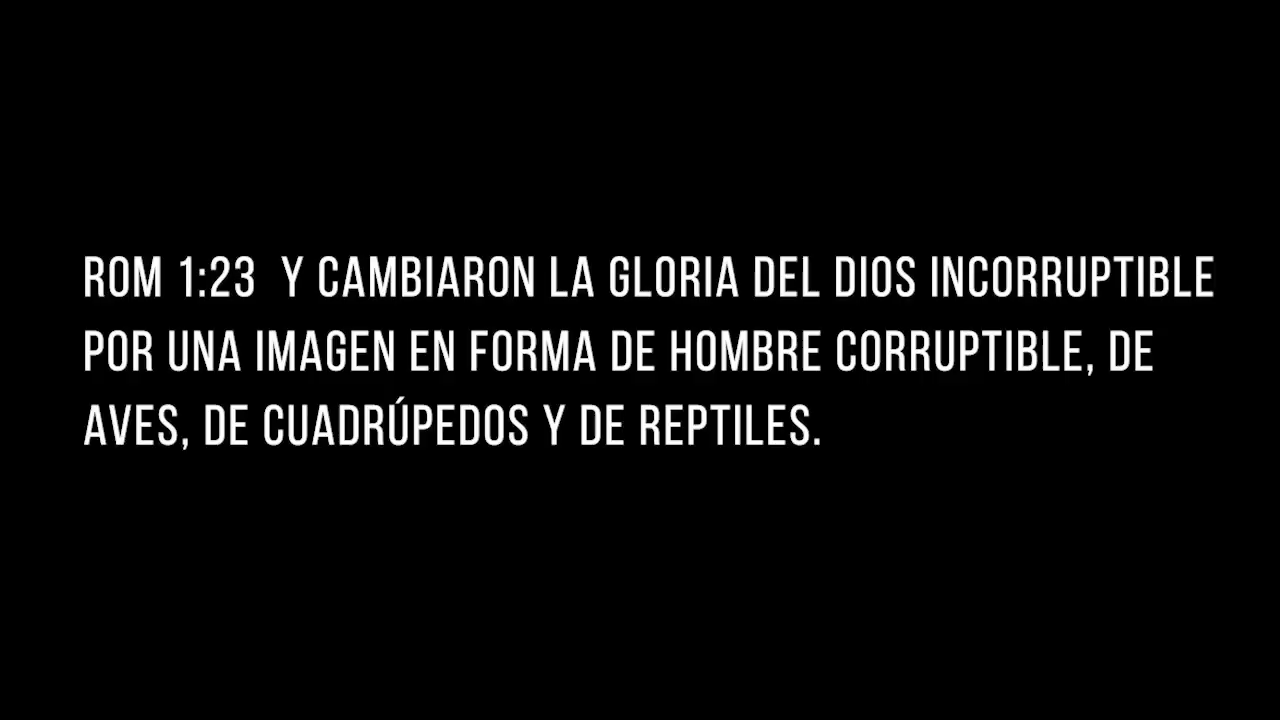 ROM 1:23  Y CAMBIARON LA GLORIA DEL DIOS INCORRUPTIBLE
POR UNA IMAGEN EN FORMA DE HOMBRE CORRUPTIBLE, DE
AVES, DE CUADRÚPEDOS Y DE REPTILES.